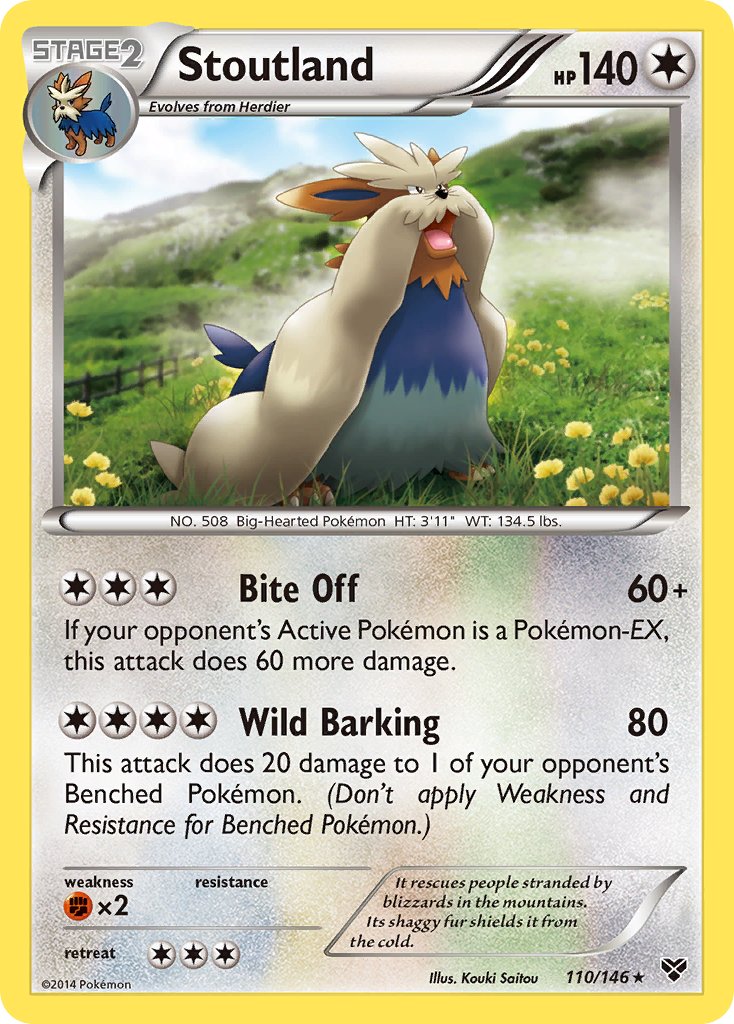 STAGE2
Stoutland
HP140
Evolves from Herdier
NO. 508 Big-Hearted Pokémon HT: 3'11" WT: 134.5 lbs.
Bite Off 60+
If your opponent's Active Pokémon is a Pokémon-EX,
this attack does 60 more damage.
Wild Barking 80
This attack does 20 damage to 1 of your opponent's
Benched Pokémon. (Don't apply Weakness and
Resistance for Benched Pokémon.)
weakness resistance
×2
retreat
It rescues people stranded by
blizzards in the mountains.
Its shaggy fur shields it from
the cold.
©2014 Pokémon
Illus. Kouki Saitou
110/146★